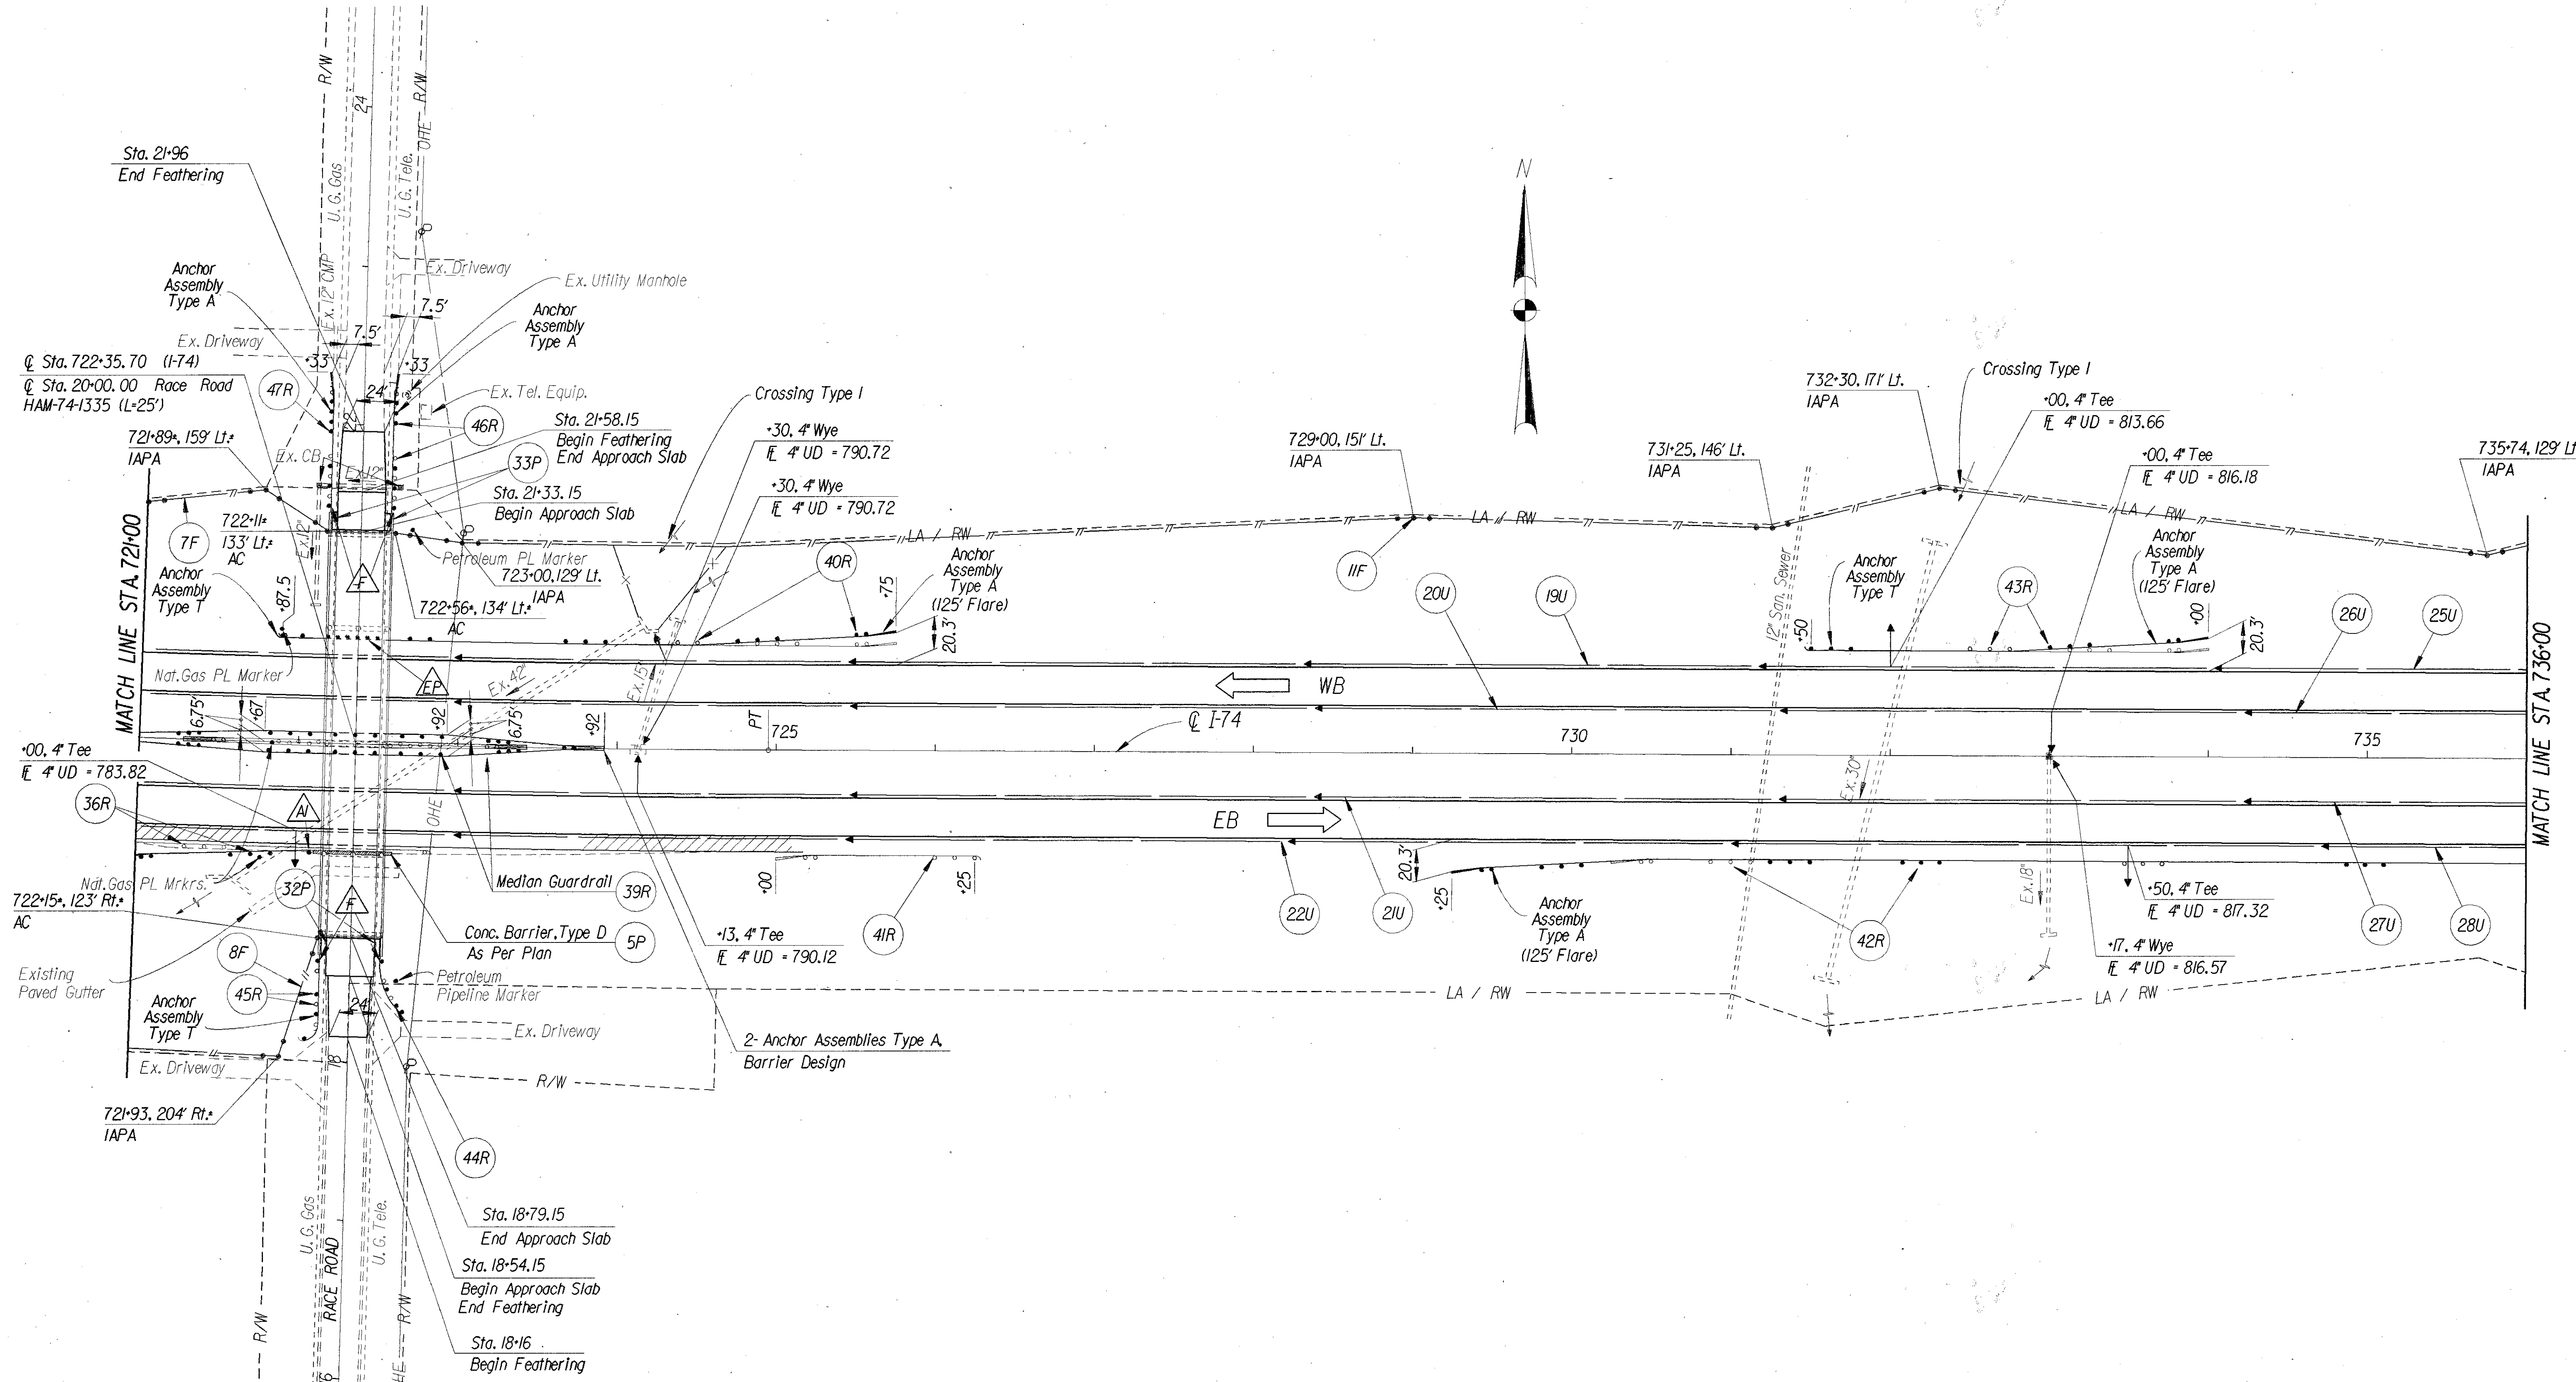 R/W
R/W
24
OHE
U.G. Gas
U.G. Tele.
Sta. 21+96
End Feathering
N
Anchor
Assembly
Type A
Ex. 12" CMP
Ex. Driveway
Ex. Utility Manhole
7.5'
Anchor
Assembly
Type A
7.5'
Ex. Driveway
+33
+33
℄ Sta. 722+35.70 (I-74)
℄ Sta. 20+00.00 Race Road
HAM-74-1335 (L=25')
47R
24'
Ex. Tel. Equip.
Crossing Type I
Crossing Type I
732+30, 171' Lt.
IAPA
+00, 4" Tee
℄ 4" UD = 813.66
22
46R
Sta. 21+58.15
Begin Feathering
End Approach Slab
721+89±, 159' Lt.±
IAPA
+30, 4" Wye
℄ 4" UD = 790.72
729+00, 151' Lt.
IAPA
731+25, 146' Lt.
IAPA
+00, 4" Tee
℄ 4" UD = 816.18
735+74, 129' Lt
IAPA
Ex. CB
Ex. 12"
33P
Sta. 21+33.15
Begin Approach Slab
+30, 4" Wye
℄ 4" UD = 790.72
7F
722+11±
133' Lt.±
AC
Ex. 12"
LA / RW
LA / RW
LA / RW
Petroleum PL Marker
723+00, 129' Lt.
IAPA
722+56±, 134' Lt.±
AC
F
Anchor
Assembly
Type T
+87.5
40R
+75
Anchor
Assembly
Type A
(125' Flare)
20.3'
11F
20U
19U
12" San. Sewer
Anchor
Assembly
Type T
+50
43R
Anchor
Assembly
Type A
(125' Flare)
+00
20.3'
26U
25U
MATCH LINE STA. 721+00
MATCH LINE STA. 736+00
Nat. Gas PL Marker
EP
Ex. 42"
Ex. 15"
WB
6.75'
+67
+92
6.75'
+92
PT
725
℄ I-74
730
735
+00, 4" Tee
℄ 4" UD = 783.82
36R
AI
OHE
EB
Ex. 30"
Ex. 18"
Nat. Gas PL Mrkrs.
32P
F
Median Guardrail
39R
+00
+25
41R
20.3'
+25
22U
21U
Anchor
Assembly
Type A
(125' Flare)
42R
+50, 4" Tee
℄ 4" UD = 817.32
27U
28U
722+15±, 123' Rt.±
AC
Conc. Barrier, Type D
As Per Plan
5P
+13, 4" Tee
℄ 4" UD = 790.12
+17, 4" Wye
℄ 4" UD = 816.57
8F
Existing
Paved Gutter
45R
Petroleum
Pipeline Marker
LA / RW
LA / RW
Anchor
Assembly
Type T
24'
Ex. Driveway
2- Anchor Assemblies Type A,
Barrier Design
18
Ex. Driveway
R/W
721+93, 204' Rt.±
IAPA
44R
U.G. Gas
U.G. Tele.
Sta. 18+79.15
End Approach Slab
RACE ROAD
Sta. 18+54.15
Begin Approach Slab
End Feathering
R/W
R/W
Sta. 18+16
Begin Feathering